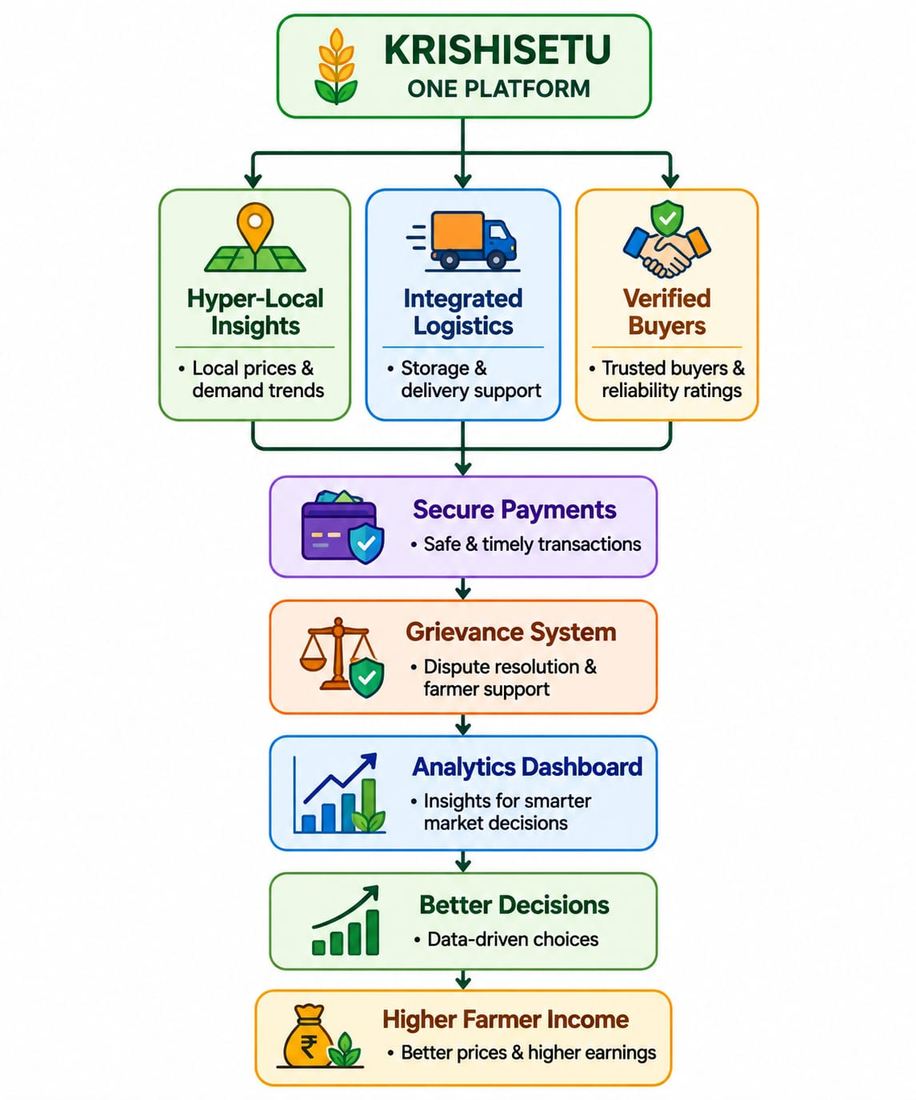 KRISHISETU
ONE PLATFORM
Hyper-Local
Insights
• Local prices &
demand trends
Integrated
Logistics
• Storage &
delivery support
Verified
Buyers
• Trusted buyers &
reliability ratings
Secure Payments
• Safe & timely transactions
Grievance System
• Dispute resolution &
farmer support
Analytics Dashboard
• Insights for smarter
market decisions
Better Decisions
• Data-driven choices
₹
Higher Farmer Income
• Better prices & higher earnings